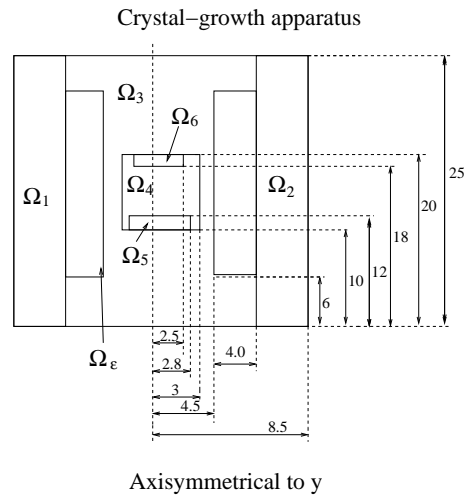 Crystal-growth apparatus
Ω3
Ω6
Ω1
Ω4
Ω2
25
20
18
Ω5
12
10
6
Ωε
2.5
2.8
4.0
3
4.5
8.5
Axisymmetrical to y